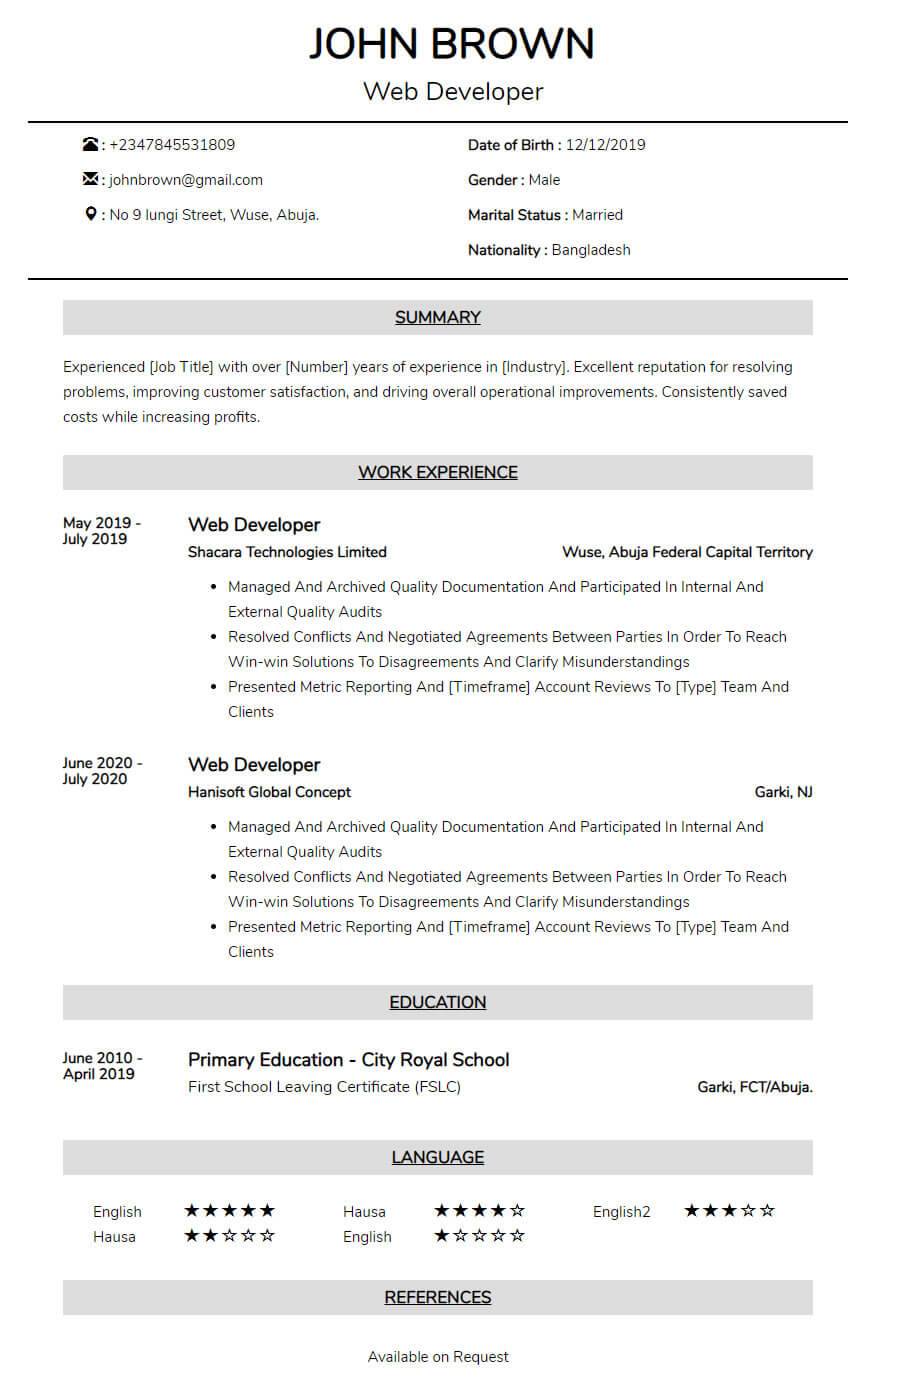 JOHN BROWN
Web Developer
: +2347845531809
: johnbrown@gmail.com
: No 9 lungi Street, Wuse, Abuja.
Date of Birth : 12/12/2019
Gender : Male
Marital Status : Married
Nationality : Bangladesh
SUMMARY
Experienced [Job Title] with over [Number] years of experience in [Industry]. Excellent reputation for resolving
problems, improving customer satisfaction, and driving overall operational improvements. Consistently saved
costs while increasing profits.
WORK EXPERIENCE
May 2019 -
July 2019
Web Developer
Shacara Technologies Limited Wuse, Abuja Federal Capital Territory
• Managed And Archived Quality Documentation And Participated In Internal And
External Quality Audits
• Resolved Conflicts And Negotiated Agreements Between Parties In Order To Reach
Win-win Solutions To Disagreements And Clarify Misunderstandings
• Presented Metric Reporting And [Timeframe] Account Reviews To [Type] Team And
Clients
June 2020 -
July 2020
Web Developer
Hanisoft Global Concept Garki, NJ
• Managed And Archived Quality Documentation And Participated In Internal And
External Quality Audits
• Resolved Conflicts And Negotiated Agreements Between Parties In Order To Reach
Win-win Solutions To Disagreements And Clarify Misunderstandings
• Presented Metric Reporting And [Timeframe] Account Reviews To [Type] Team And
Clients
EDUCATION
June 2010 -
April 2019
Primary Education - City Royal School
First School Leaving Certificate (FSLC) Garki, FCT/Abuja.
LANGUAGE
English ★★★★★ Hausa ★★★★☆ English2 ★★★☆☆
Hausa ★★☆☆☆ English ★☆☆☆☆
REFERENCES
Available on Request